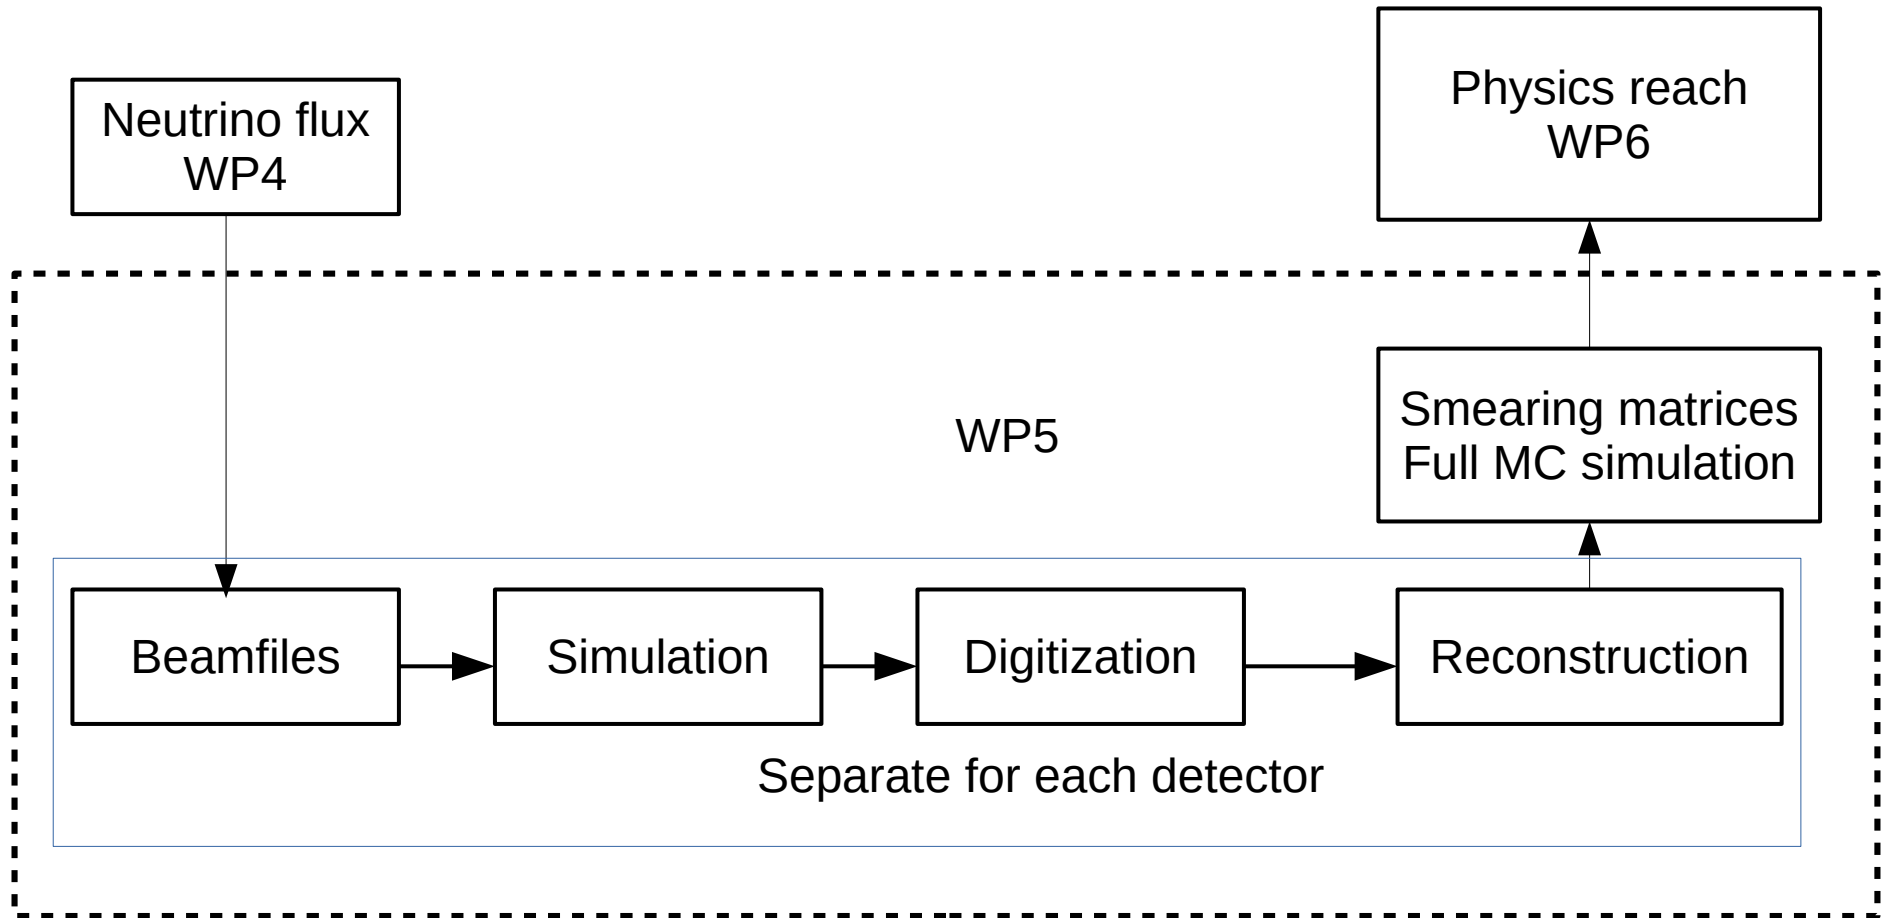 Neutrino flux
WP4
Physics reach
WP6
WP5
Smearing matrices
Full MC simulation
Beamfiles
Simulation
Digitization
Reconstruction
Separate for each detector